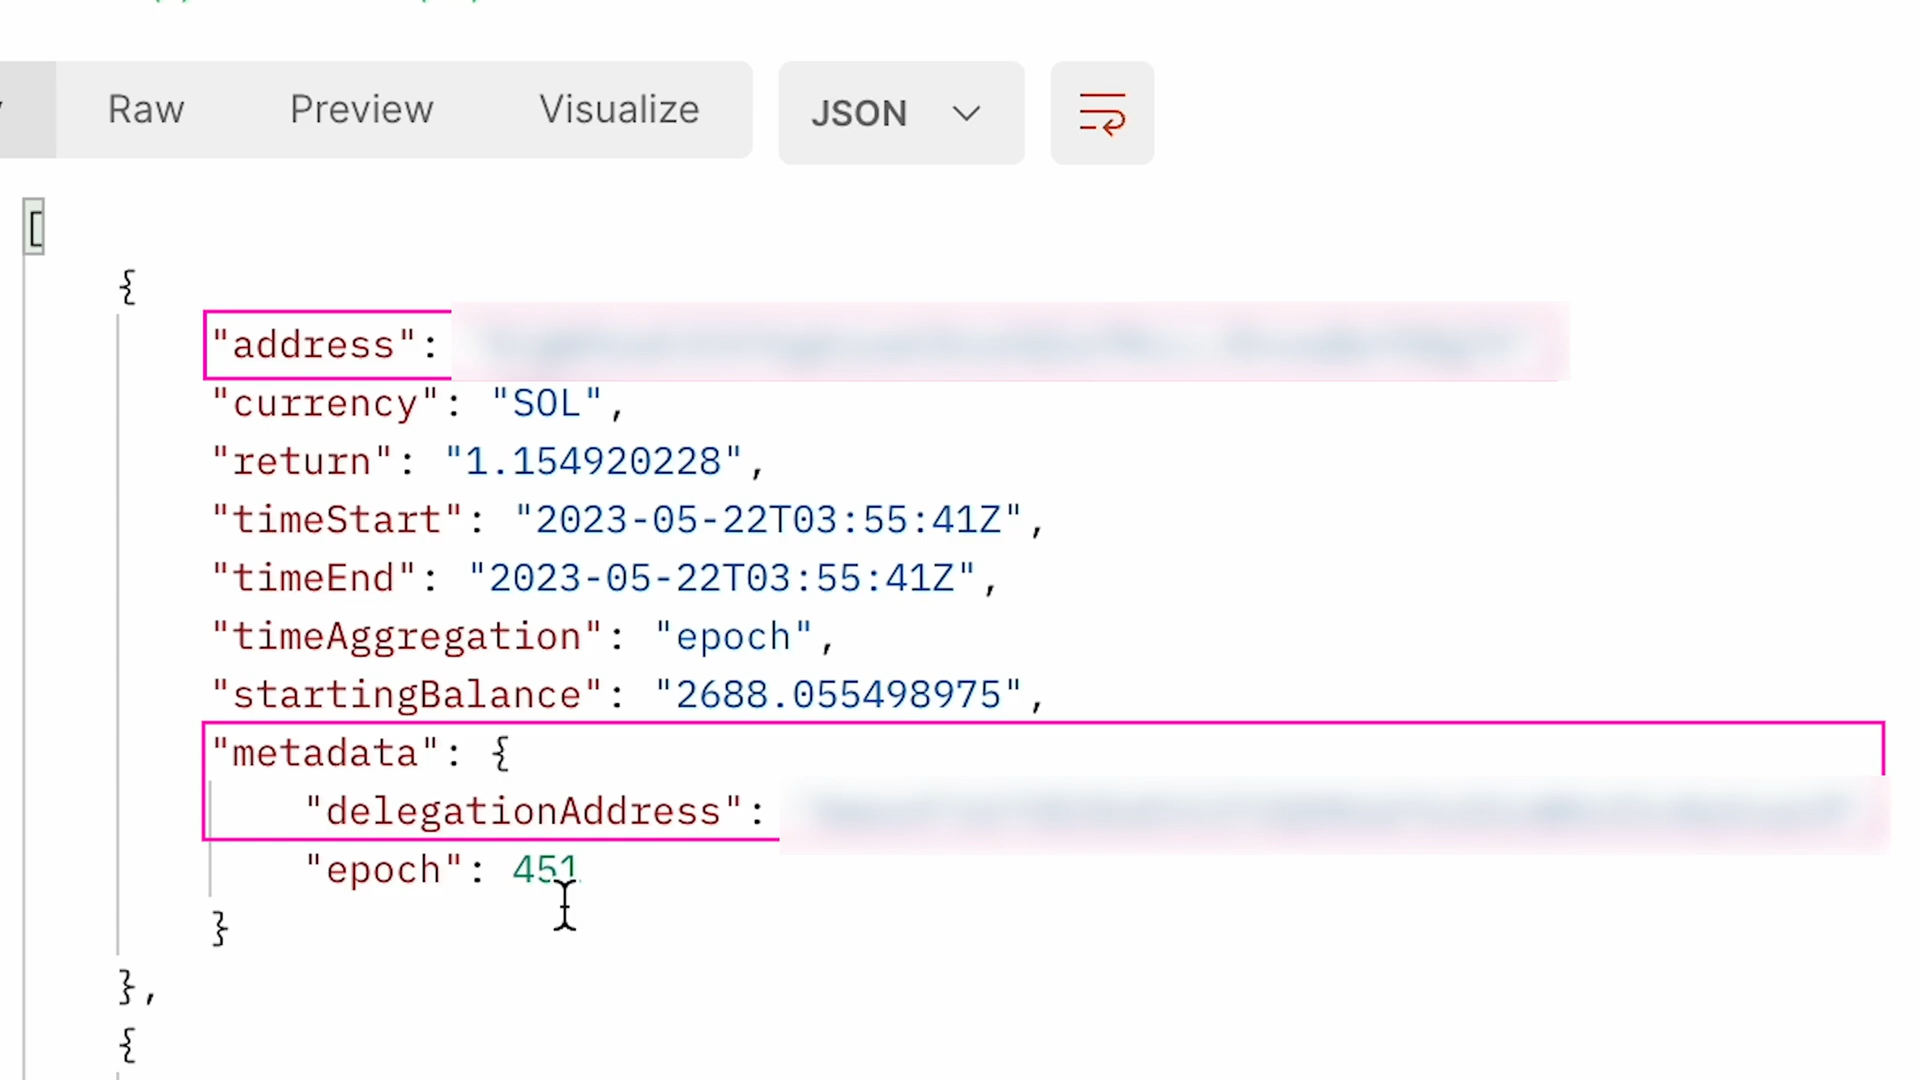 Raw Preview Visualize JSON
[
{
"address":
"currency": "SOL",
"return": "1.154920228",
"timeStart": "2023-05-22T03:55:41Z",
"timeEnd": "2023-05-22T03:55:41Z",
"timeAggregation": "epoch",
"startingBalance": "2688.055498975",
"metadata": {
"delegationAddress":
"epoch": 451
}
},
{